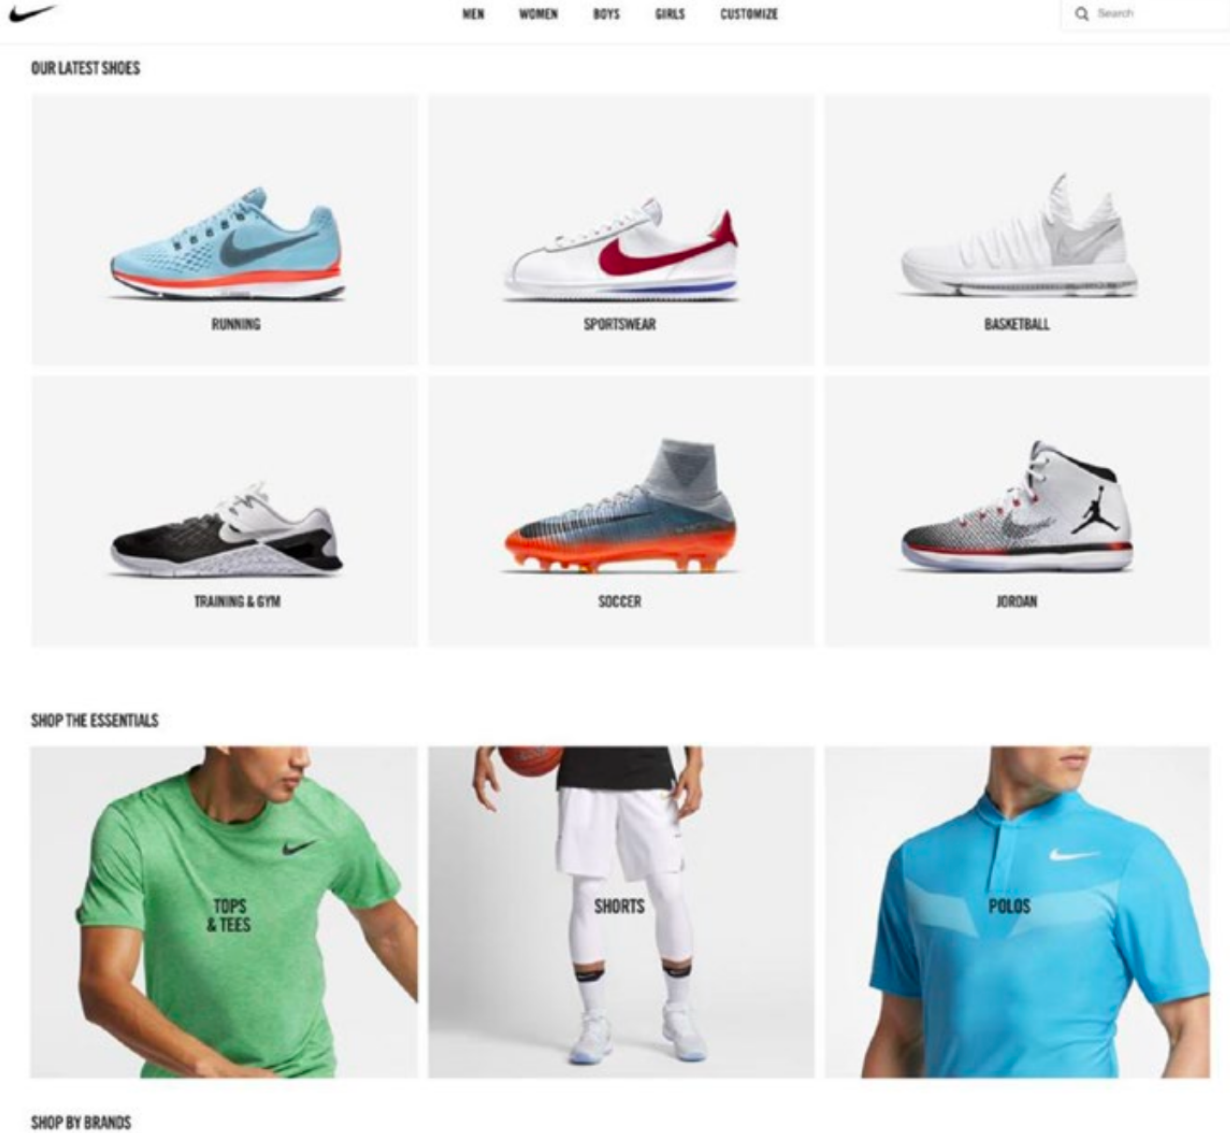 MEN WOMEN BOYS GIRLS CUSTOMIZE Search
OUR LATEST SHOES
RUNNING SPORTSWEAR BASKETBALL
TRAINING & GYM SOCCER JORDAN
SHOP THE ESSENTIALS
TOPS
& TEES
SHORTS
POLOS
SHOP BY BRANDS